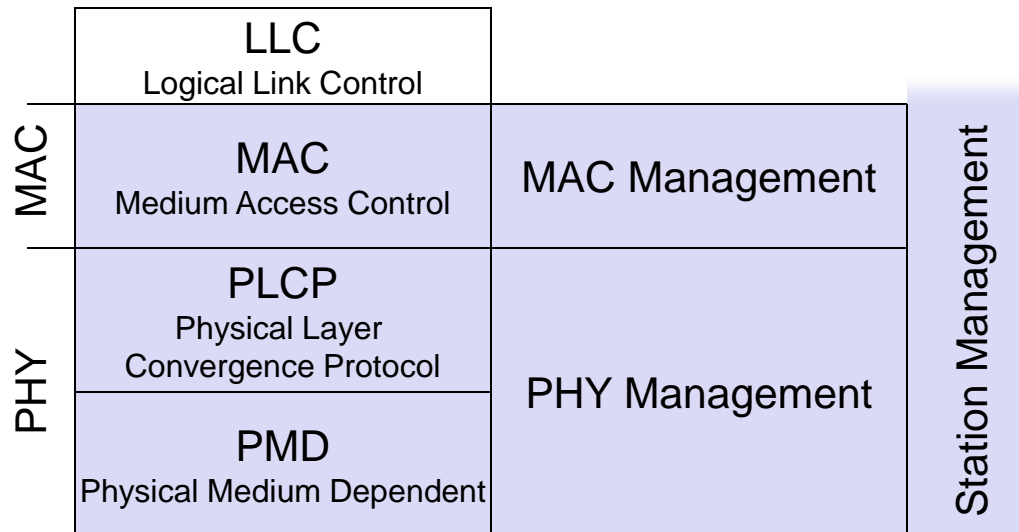 LLC
Logical Link Control
MAC
MAC
Medium Access Control
MAC Management
PHY
PLCP
Physical Layer
Convergence Protocol
PMD
Physical Medium Dependent
PHY Management
Station Management